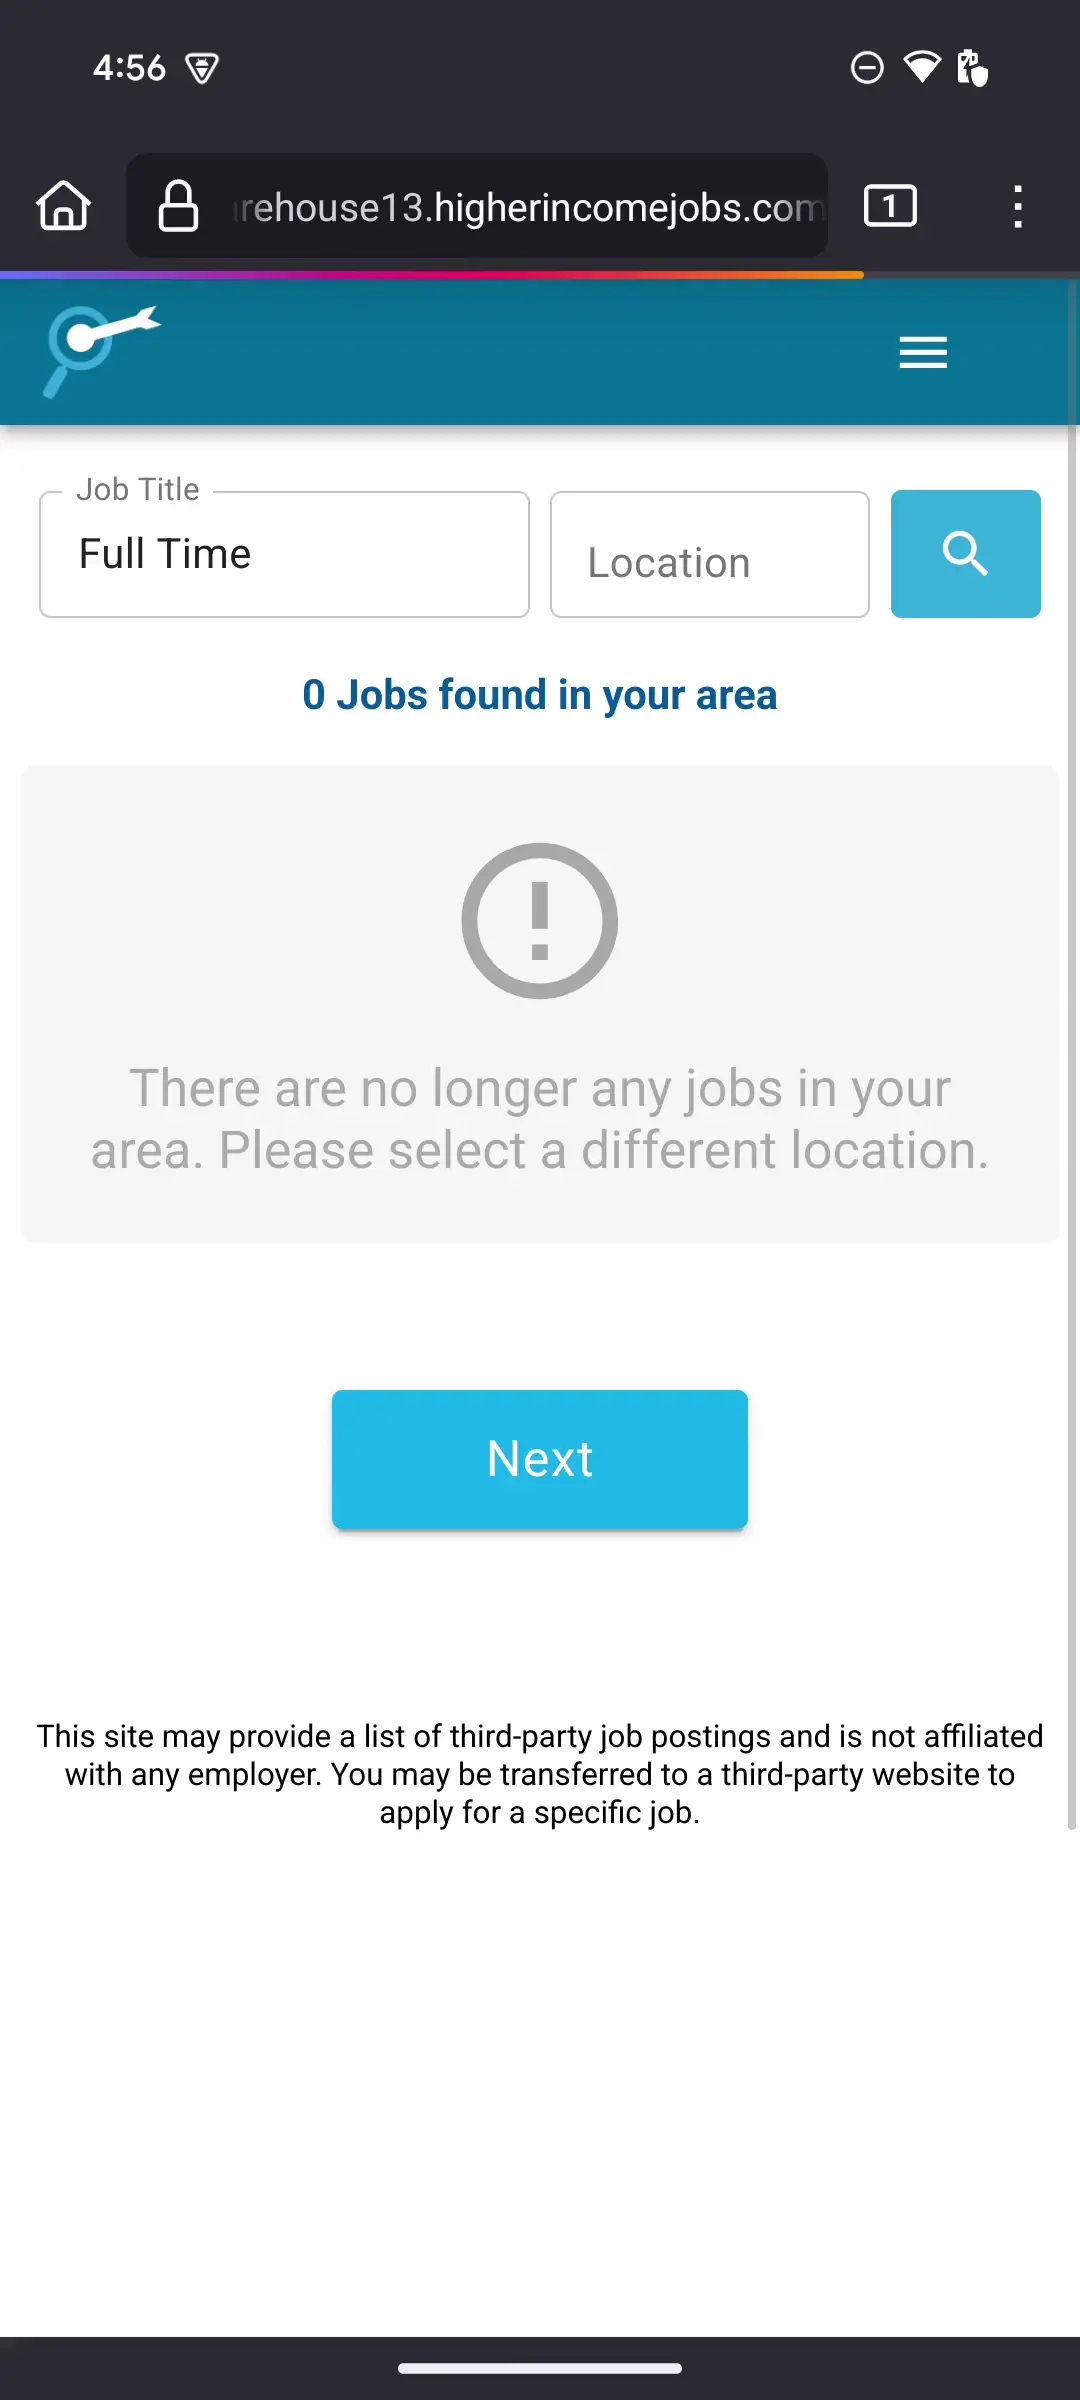 4:56
rehouse13.higherincomejobs.com
1
Job Title
Full Time
Location
0 Jobs found in your area
There are no longer any jobs in your
area. Please select a different location.
Next
This site may provide a list of third-party job postings and is not affiliated
with any employer. You may be transferred to a third-party website to
apply for a specific job.